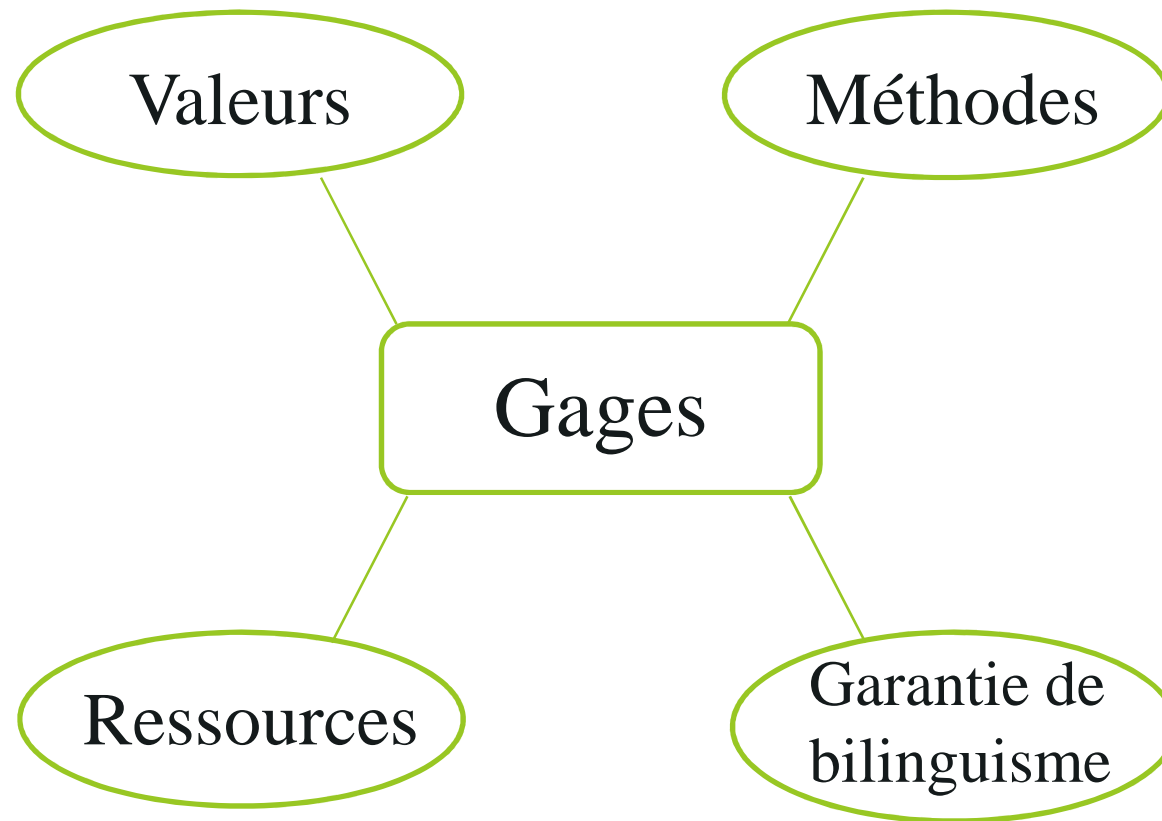 Valeurs
Méthodes
Gages
Ressources
Garantie de
bilinguisme